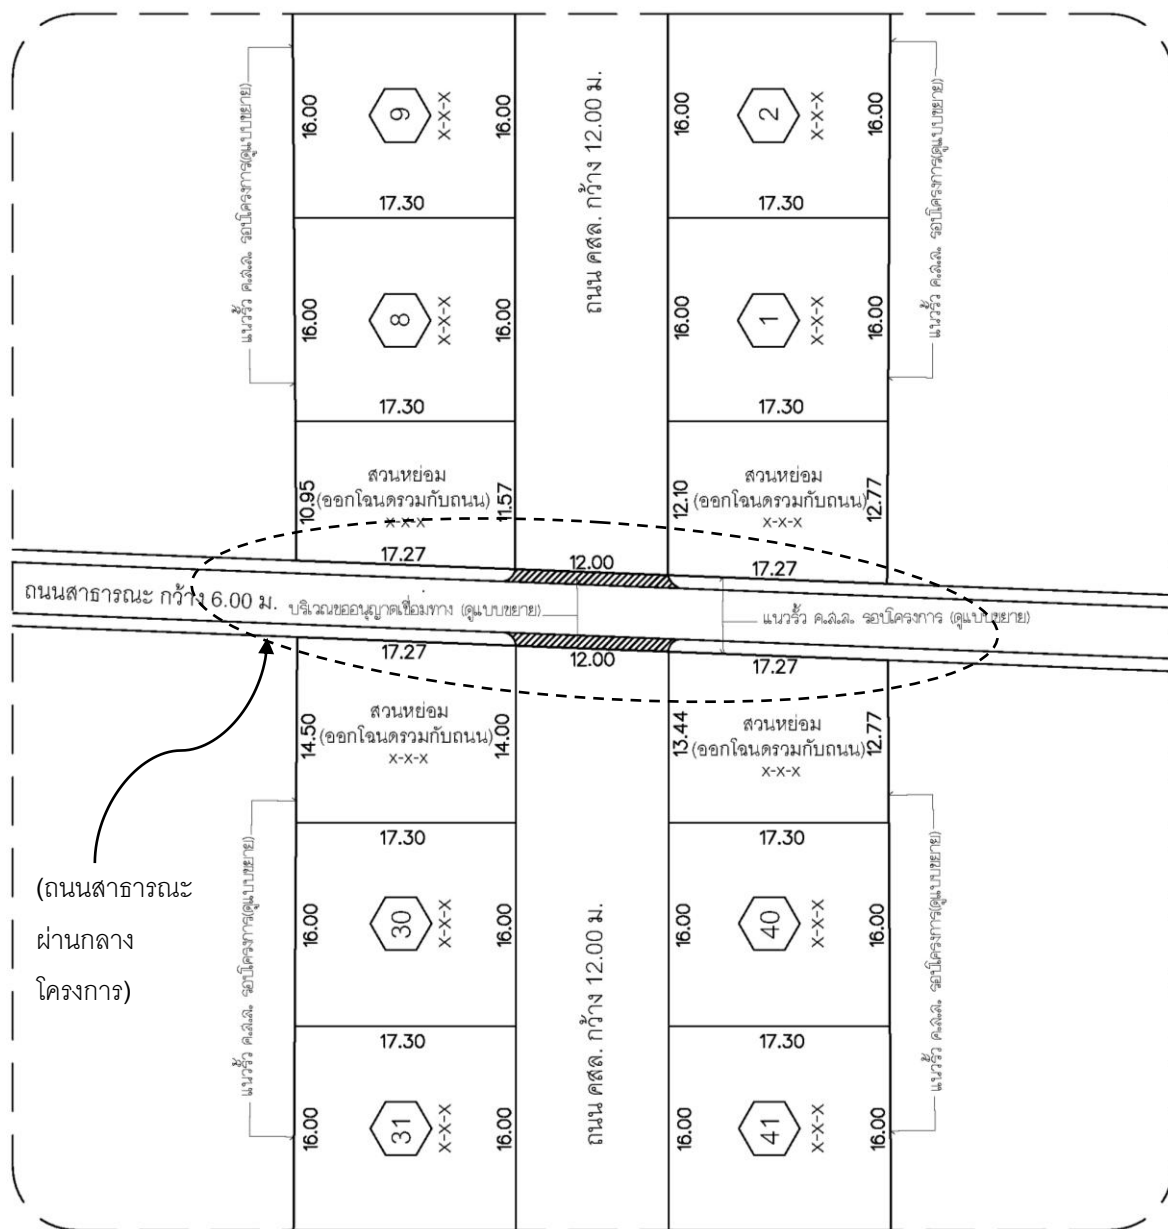 16.00
9
x-x-x
16.00
17.30
16.00
2
x-x-x
16.00
17.30
แนวรั้ว ค.ส.ล. รอบโครงการ(ดูแบบขยาย)
ถนน คสล. กว้าง 12.00 ม.
แนวรั้ว ค.ส.ล. รอบโครงการ(ดูแบบขยาย)
16.00
8
x-x-x
16.00
17.30
16.00
1
x-x-x
16.00
17.30
10.95
สวนหย่อม
(ออกโฉนดรวมกับถนน)
x-x-x
11.57
17.27
12.00
12.10
สวนหย่อม
(ออกโฉนดรวมกับถนน)
x-x-x
12.77
17.27
ถนนสาธารณะ กว้าง 6.00 ม.
บริเวณขออนุญาตเชื่อมทาง (ดูแบบขยาย)
แนวรั้ว ค.ส.ล. รอบโครงการ (ดูแบบขยาย)
17.27
12.00
17.27
14.50
สวนหย่อม
(ออกโฉนดรวมกับถนน)
x-x-x
14.00
13.44
สวนหย่อม
(ออกโฉนดรวมกับถนน)
x-x-x
12.77
17.30
17.30
(ถนนสาธารณะ
ผ่านกลาง
โครงการ)
แนวรั้ว ค.ส.ล. รอบโครงการ(ดูแบบขยาย)
16.00
30
x-x-x
16.00
17.30
ถนน คสล. กว้าง 12.00 ม.
16.00
40
x-x-x
16.00
17.30
แนวรั้ว ค.ส.ล. รอบโครงการ(ดูแบบขยาย)
16.00
31
x-x-x
16.00
16.00
41
x-x-x
16.00